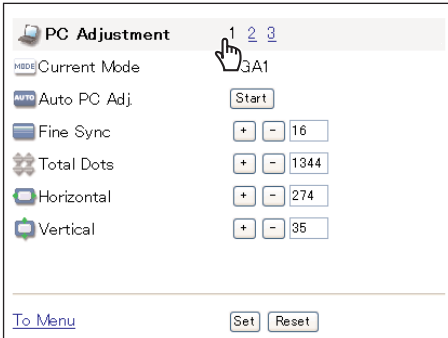 PC Adjustment 1 2 3
MODE Current Mode GA1
AUTO Auto PC Adj. Start
Fine Sync + - 16
Total Dots + - 1344
Horizontal + - 274
Vertical + - 35
To Menu Set Reset